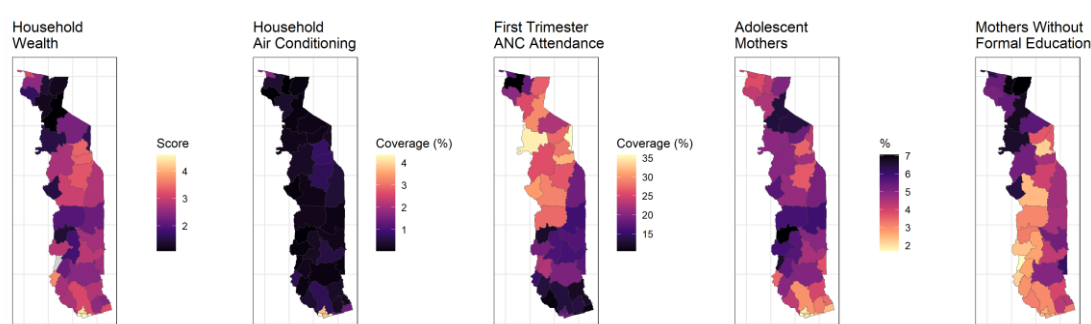 Household
Wealth
Score
4
3
2
Household
Air Conditioning
Coverage (%)
4
3
2
1
First Trimester
ANC Attendance
Coverage (%)
35
30
25
20
15
Adolescent
Mothers
%
7
6
5
4
3
2
Mothers Without
Formal Education